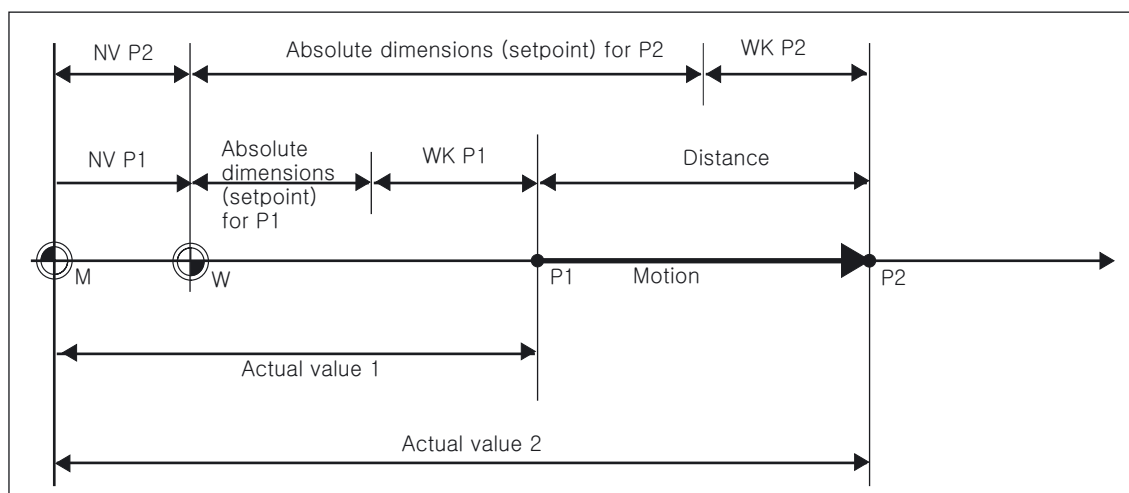 NV P2
Absolute dimensions (setpoint) for P2
WK P2
NV P1
Absolute
dimensions
(setpoint)
for P1
WK P1
Distance
M
W
P1
Motion
P2
Actual value 1
Actual value 2